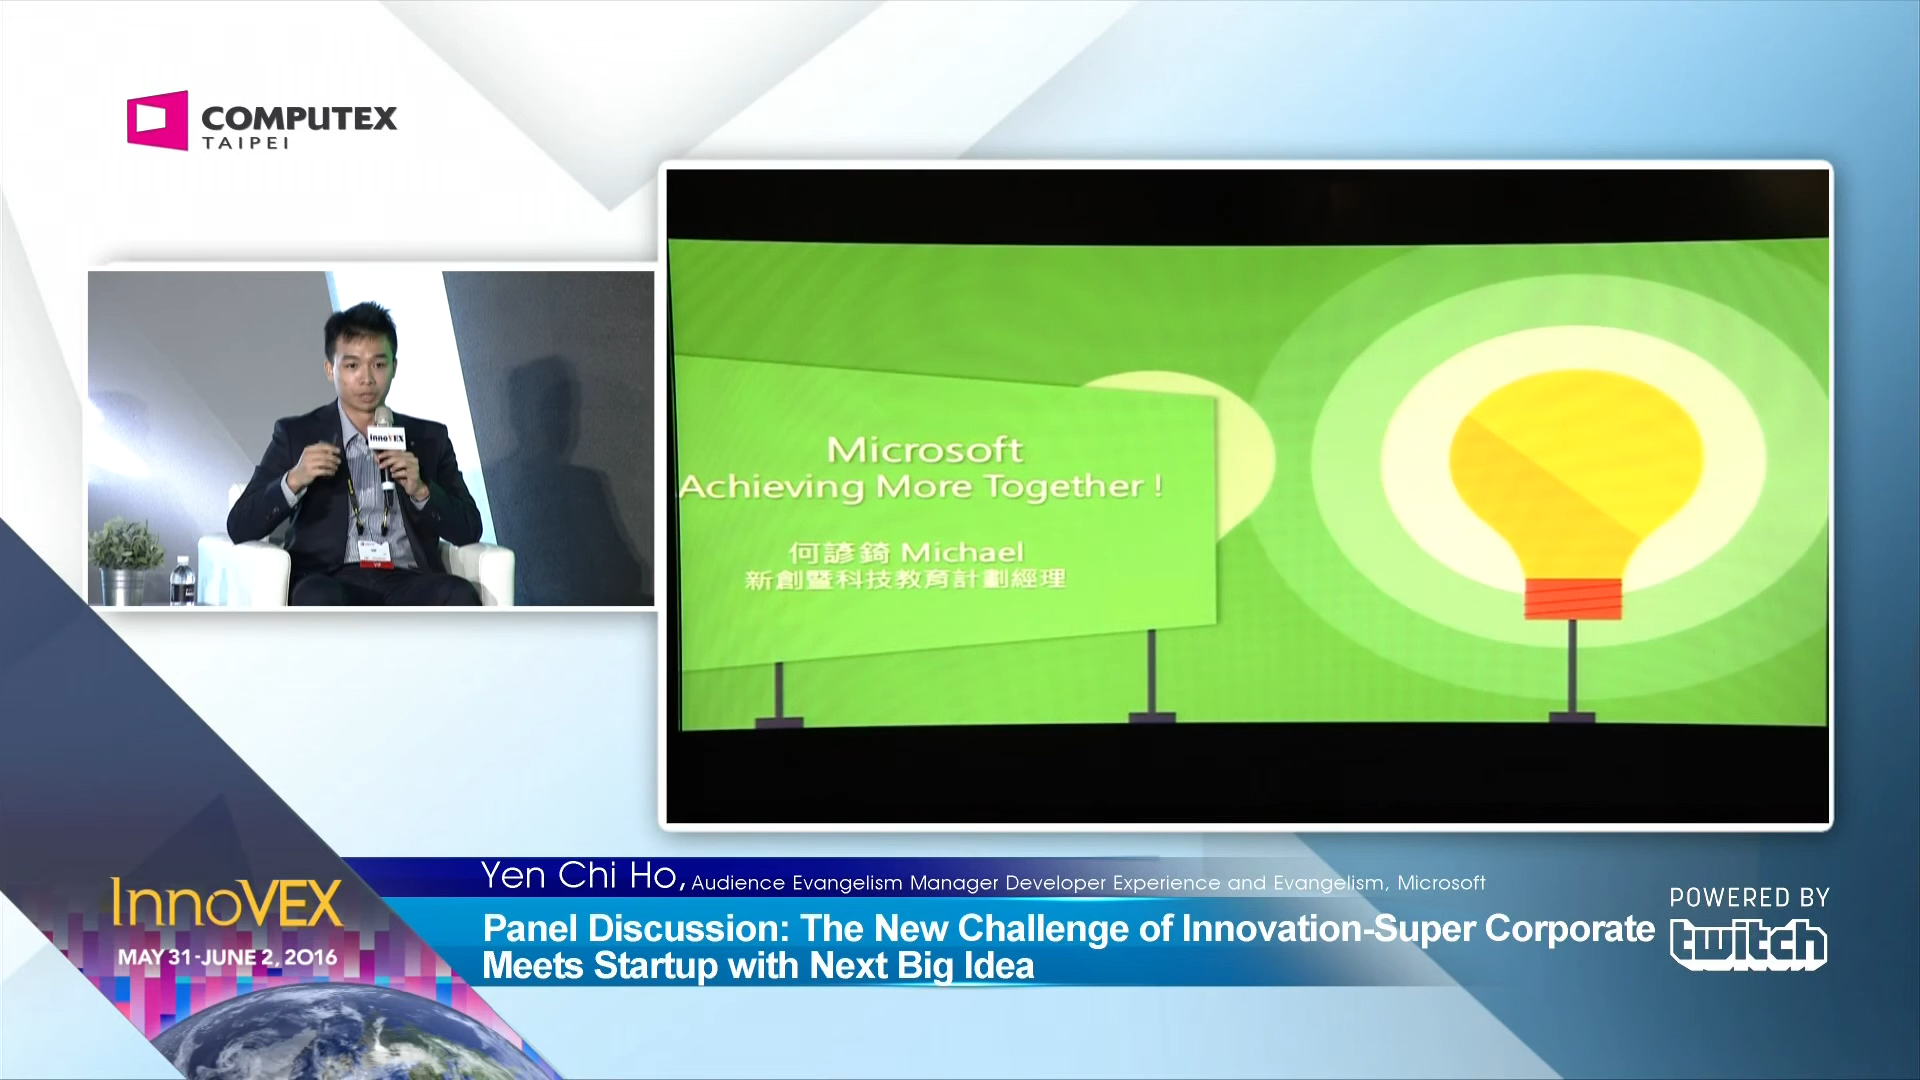 COMPUTEX
TAIPEI
InnoVEX
Microsoft
Achieving More Together !
何諺錡 Michael
新創暨科技教育計劃經理
Yen Chi Ho, Audience Evangelism Manager Developer Experience and Evangelism, Microsoft
Panel Discussion: The New Challenge of Innovation-Super Corporate
Meets Startup with Next Big Idea
InnoVEX
MAY 31-JUNE 2, 2016
POWERED BY
twitch